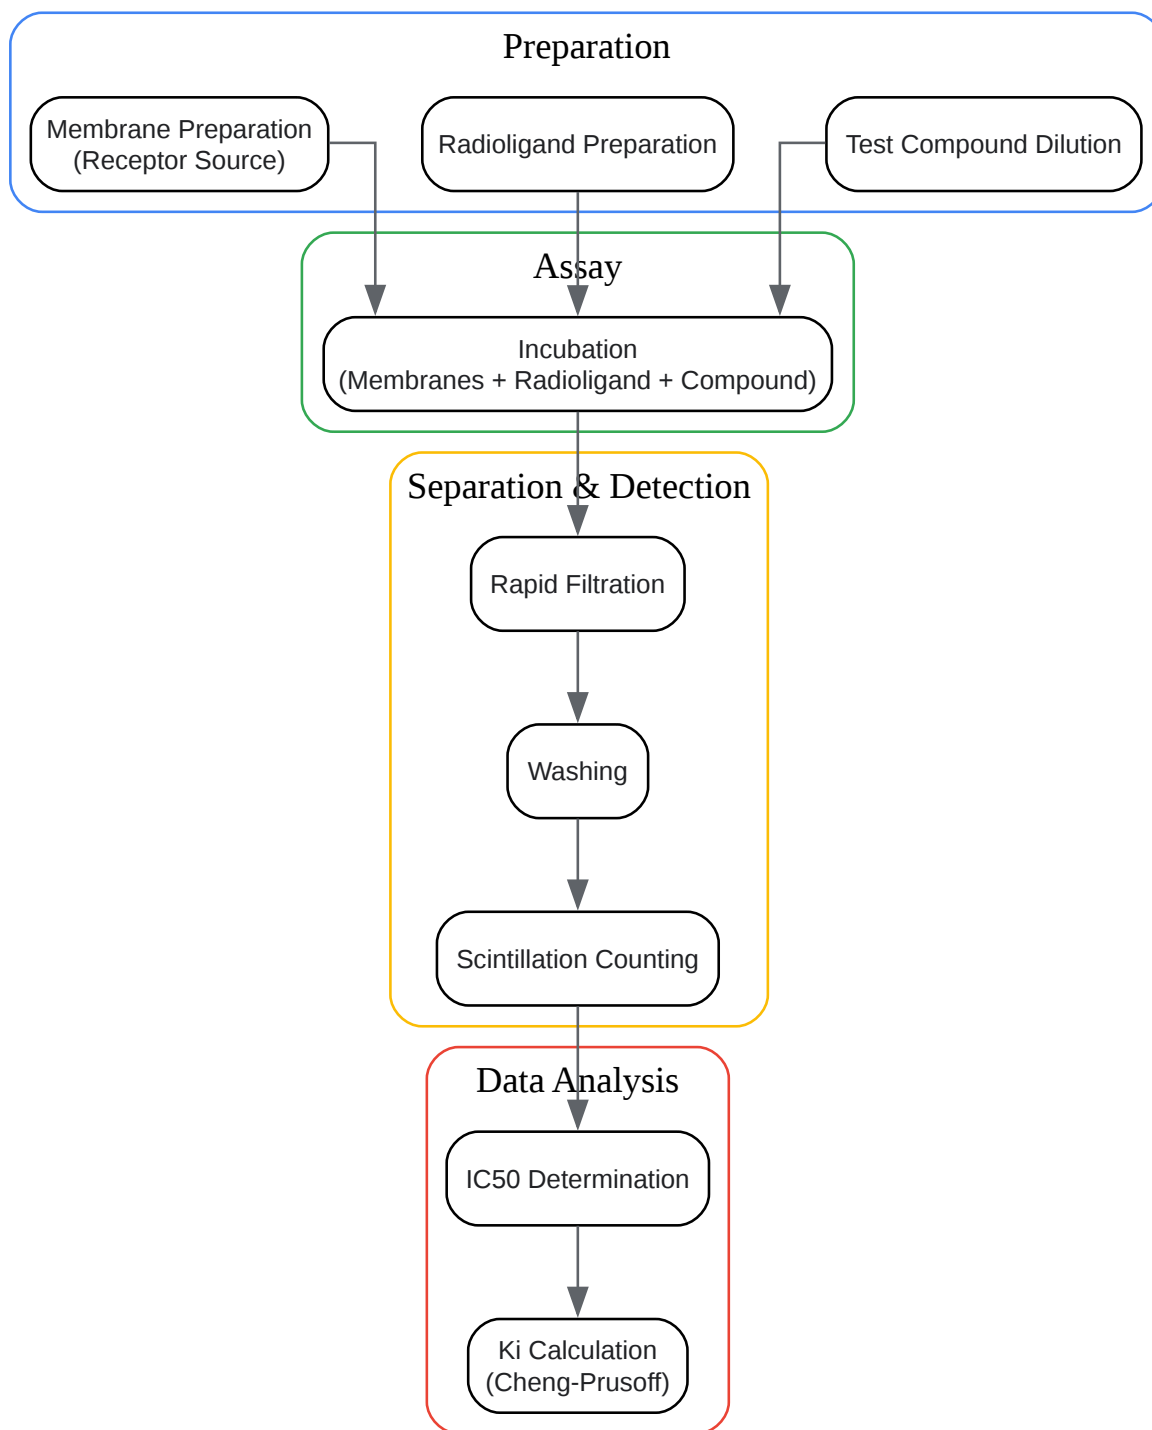 Preparation
Membrane Preparation
(Receptor Source)
Radioligand Preparation
Test Compound Dilution
Assay
Incubation
(Membranes + Radioligand + Compound)
Separation & Detection
Rapid Filtration
Washing
Scintillation Counting
Data Analysis
IC50 Determination
Ki Calculation
(Cheng-Prusoff)